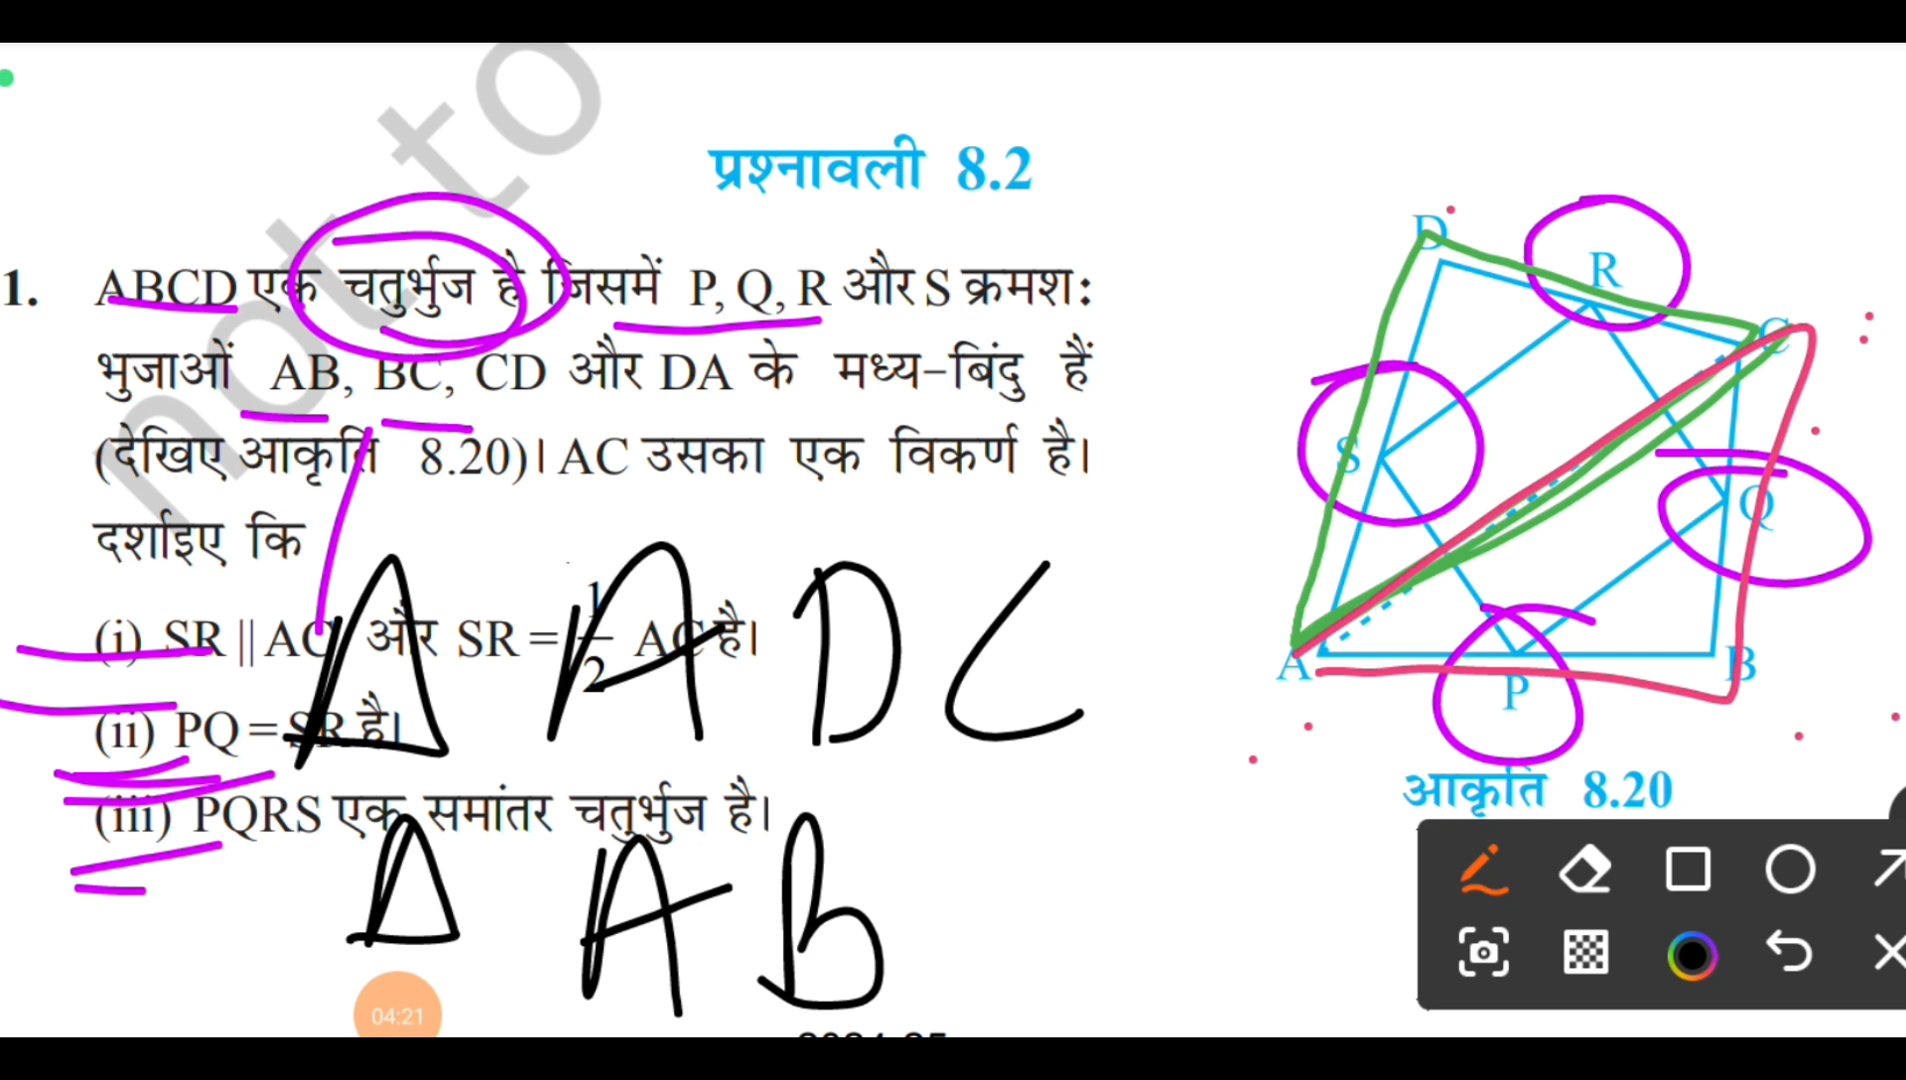 not to
प्रश्नावली 8.2
1. ABCD एक चतुर्भुज है जिसमें P, Q, R और S क्रमश:
भुजाओं AB, BC, CD और DA के मध्य-बिंदु हैं
(देखिए आकृति 8.20)। AC उसका एक विकर्ण है।
दर्शाइए कि
(i) SR || AC और SR = 1/2 AC है।
(ii) PQ = SR है।
(iii) PQRS एक समांतर चतुर्भुज है।
Δ A D C
Δ A B
D
R
C
S
Q
A
P
B
आकृति 8.20
04:21